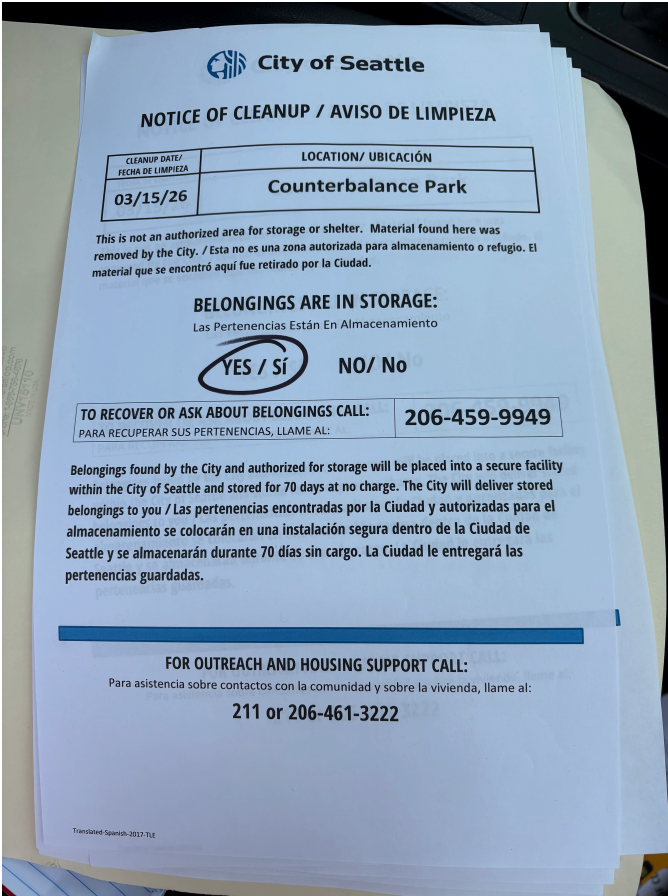 City of Seattle
NOTICE OF CLEANUP / AVISO DE LIMPIEZA
CLEANUP DATE/
FECHA DE LIMPIEZA
LOCATION/ UBICACIÓN
03/15/26
Counterbalance Park
This is not an authorized area for storage or shelter. Material found here was
removed by the City. / Esta no es una zona autorizada para almacenamiento o refugio. El
material que se encontró aquí fue retirado por la Ciudad.
BELONGINGS ARE IN STORAGE:
Las Pertenencias Están En Almacenamiento
YES / Sí NO/ No
TO RECOVER OR ASK ABOUT BELONGINGS CALL:
PARA RECUPERAR SUS PERTENENCIAS, LLAME AL:
206-459-9949
Belongings found by the City and authorized for storage will be placed into a secure facility
within the City of Seattle and stored for 70 days at no charge. The City will deliver stored
belongings to you / Las pertenencias encontradas por la Ciudad y autorizadas para el
almacenamiento se colocarán en una instalación segura dentro de la Ciudad de
Seattle y se almacenarán durante 70 días sin cargo. La Ciudad le entregará las
pertenencias guardadas.
FOR OUTREACH AND HOUSING SUPPORT CALL:
Para asistencia sobre contactos con la comunidad y sobre la vivienda, llame al:
211 or 206-461-3222
Translated-Spanish-2017-TLE